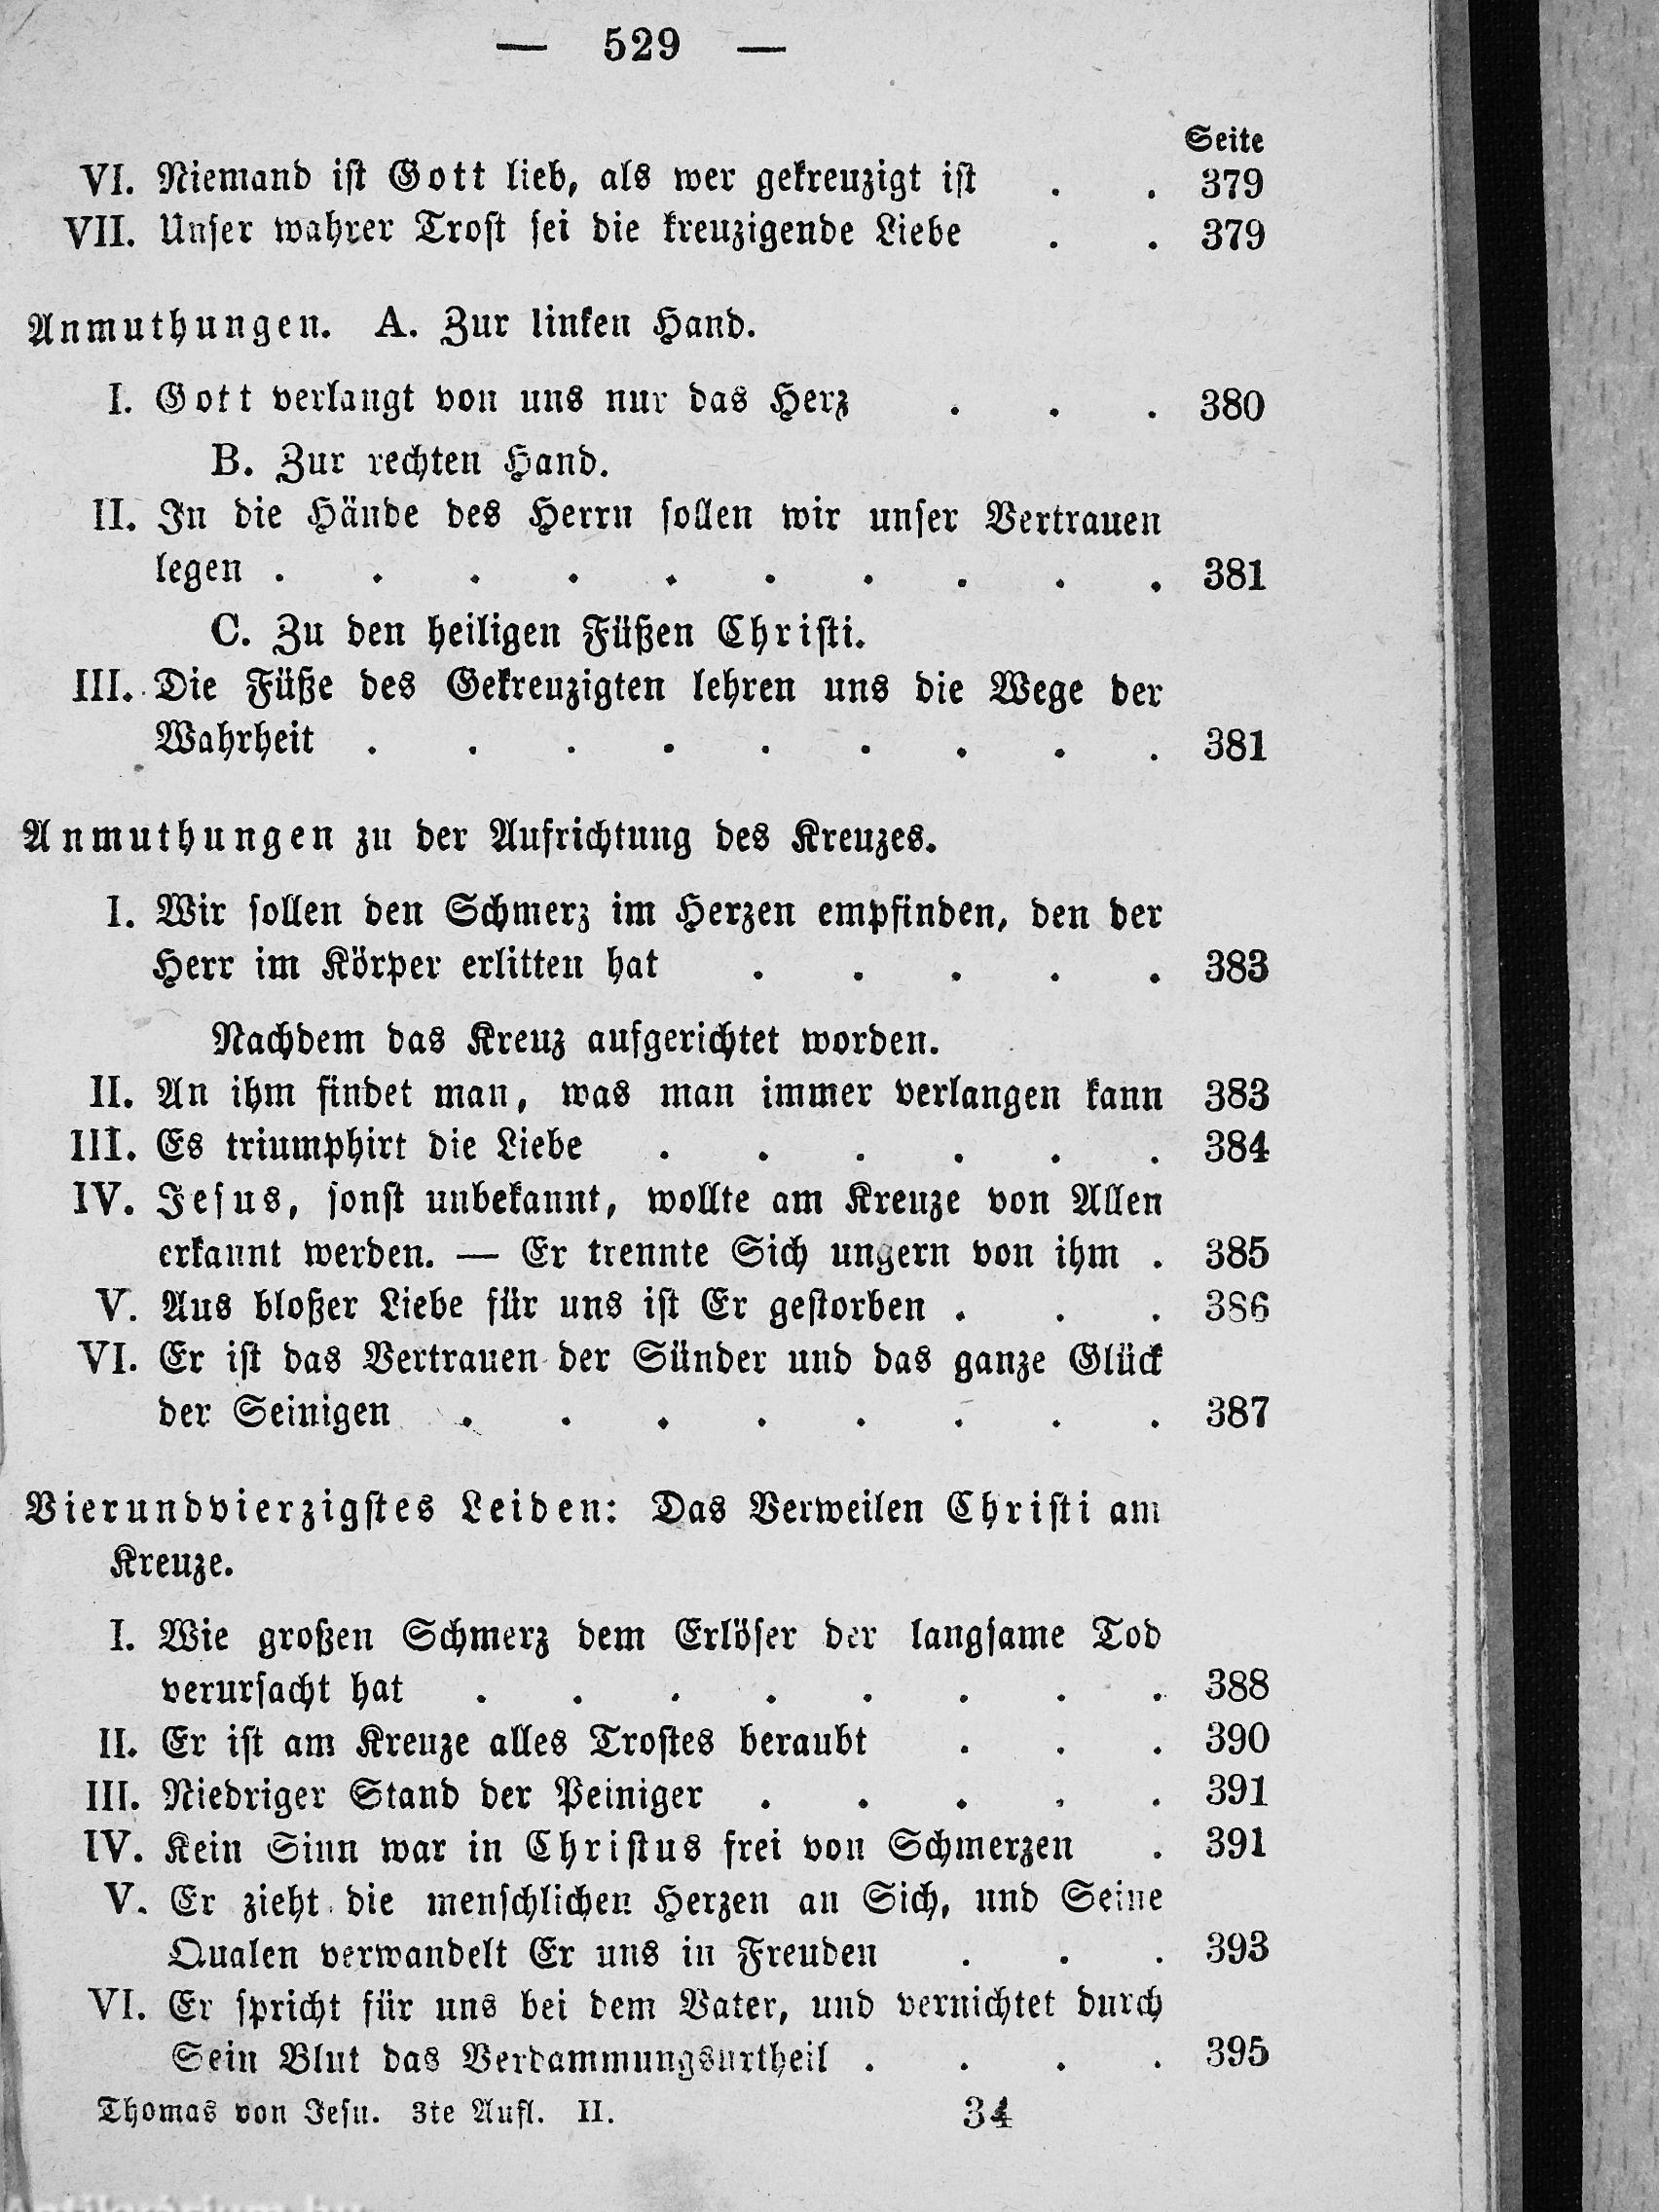 — 529 —
Seite
VI. Niemand ist Gott lieb, als wer gekreuzigt ist . . 379
VII. Unser wahrer Trost sei die kreuzigende Liebe . . 379
Anmuthungen. A. Zur linken Hand.
I. Gott verlangt von uns nur das Herz . . . 380
B. Zur rechten Hand.
II. In die Hände des Herrn sollen wir unser Vertrauen
legen . . . . . . . . . . 381
C. Zu den heiligen Füßen Christi.
III. Die Füße des Gekreuzigten lehren uns die Wege der
Wahrheit . . . . . . . . . 381
Anmuthungen zu der Aufrichtung des Kreuzes.
I. Wir sollen den Schmerz im Herzen empfinden, den der
Herr im Körper erlitten hat . . . . . 383
Nachdem das Kreuz aufgerichtet worden.
II. An ihm findet man, was man immer verlangen kann 383
III. Es triumphirt die Liebe . . . . . . 384
IV. Jesus, sonst unbekannt, wollte am Kreuze von Allen
erkannt werden. — Er trennte Sich ungern von ihm . 385
V. Aus bloßer Liebe für uns ist Er gestorben . . . 386
VI. Er ist das Vertrauen der Sünder und das ganze Glück
der Seinigen . . . . . . . . 387
Vierundvierzigstes Leiden: Das Verweilen Christi am
Kreuze.
I. Wie großen Schmerz dem Erlöser der langsame Tod
verursacht hat . . . . . . . . 388
II. Er ist am Kreuze alles Trostes beraubt . . . 390
III. Niedriger Stand der Peiniger . . . . . 391
IV. Kein Sinn war in Christus frei von Schmerzen . 391
V. Er zieht die menschlichen Herzen an Sich, und Seine
Qualen verwandelt Er uns in Freuden . . . 393
VI. Er spricht für uns bei dem Vater, und vernichtet durch
Sein Blut das Verdammungsurtheil . . . . 395
Thomas von Jesu. 3te Aufl. II. 34